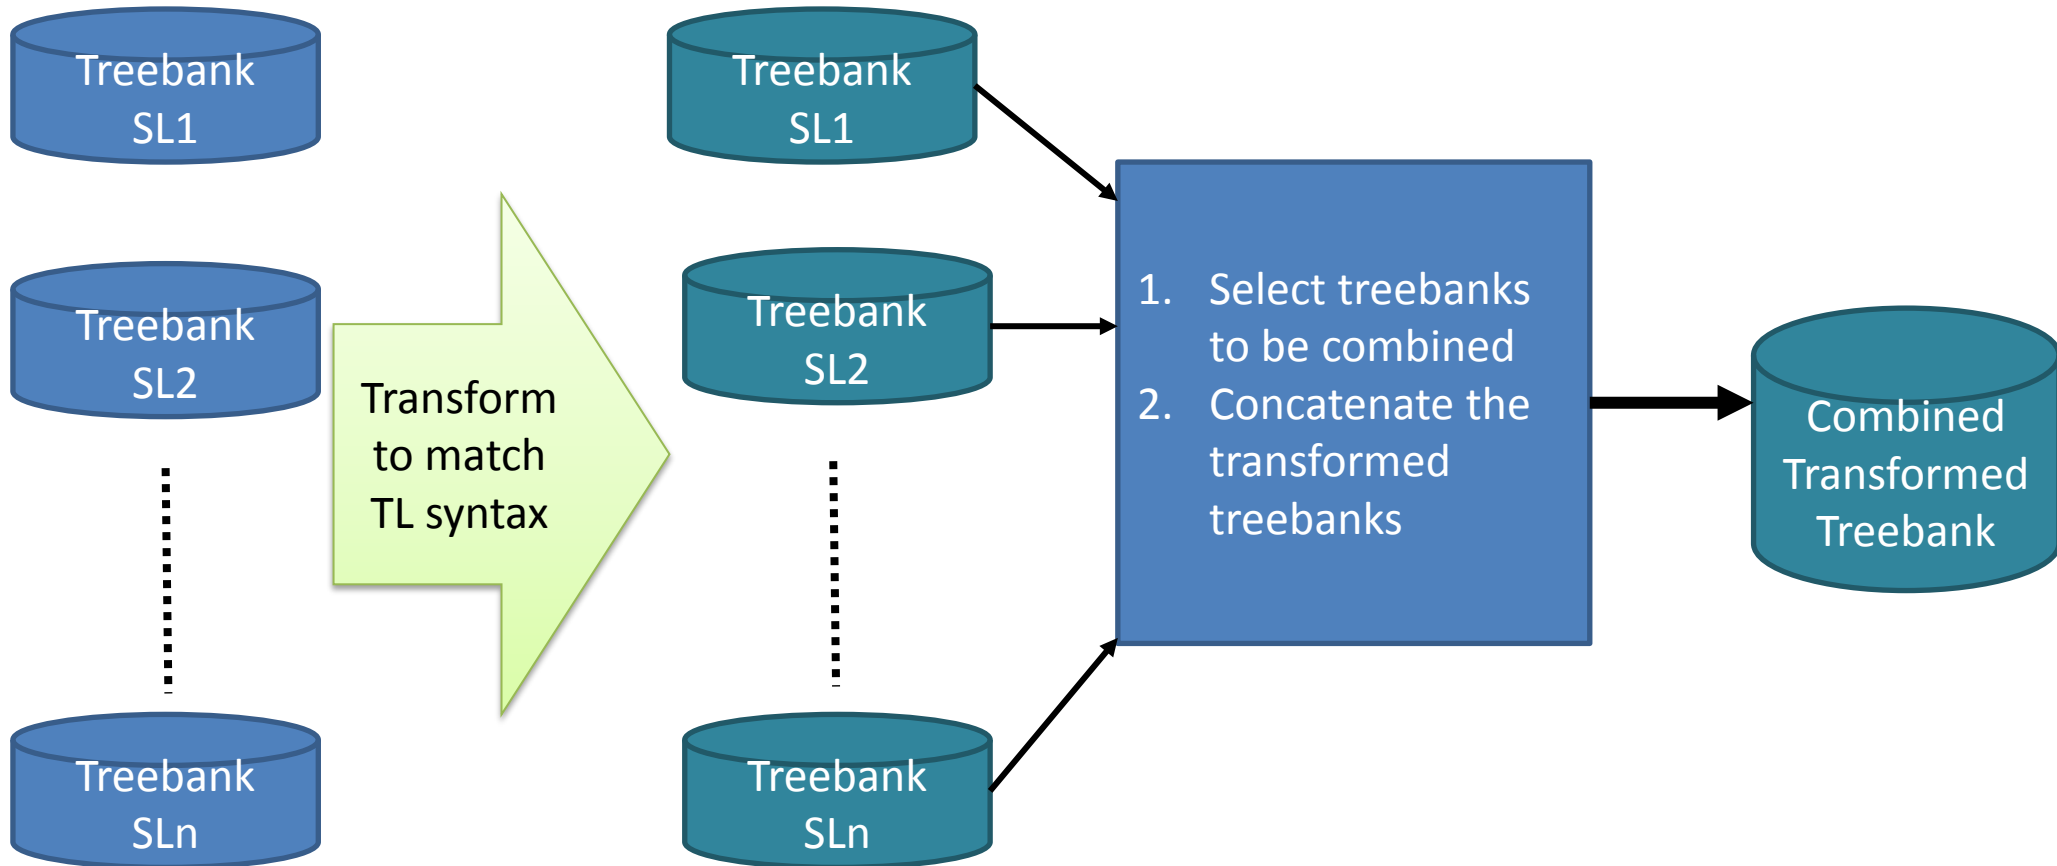 Treebank
SL1
Treebank
SL2
Treebank
SLn
Transform
to match
TL syntax
Treebank
SL1
Treebank
SL2
Treebank
SLn
1. Select treebanks
to be combined
2. Concatenate the
transformed
treebanks
Combined
Transformed
Treebank